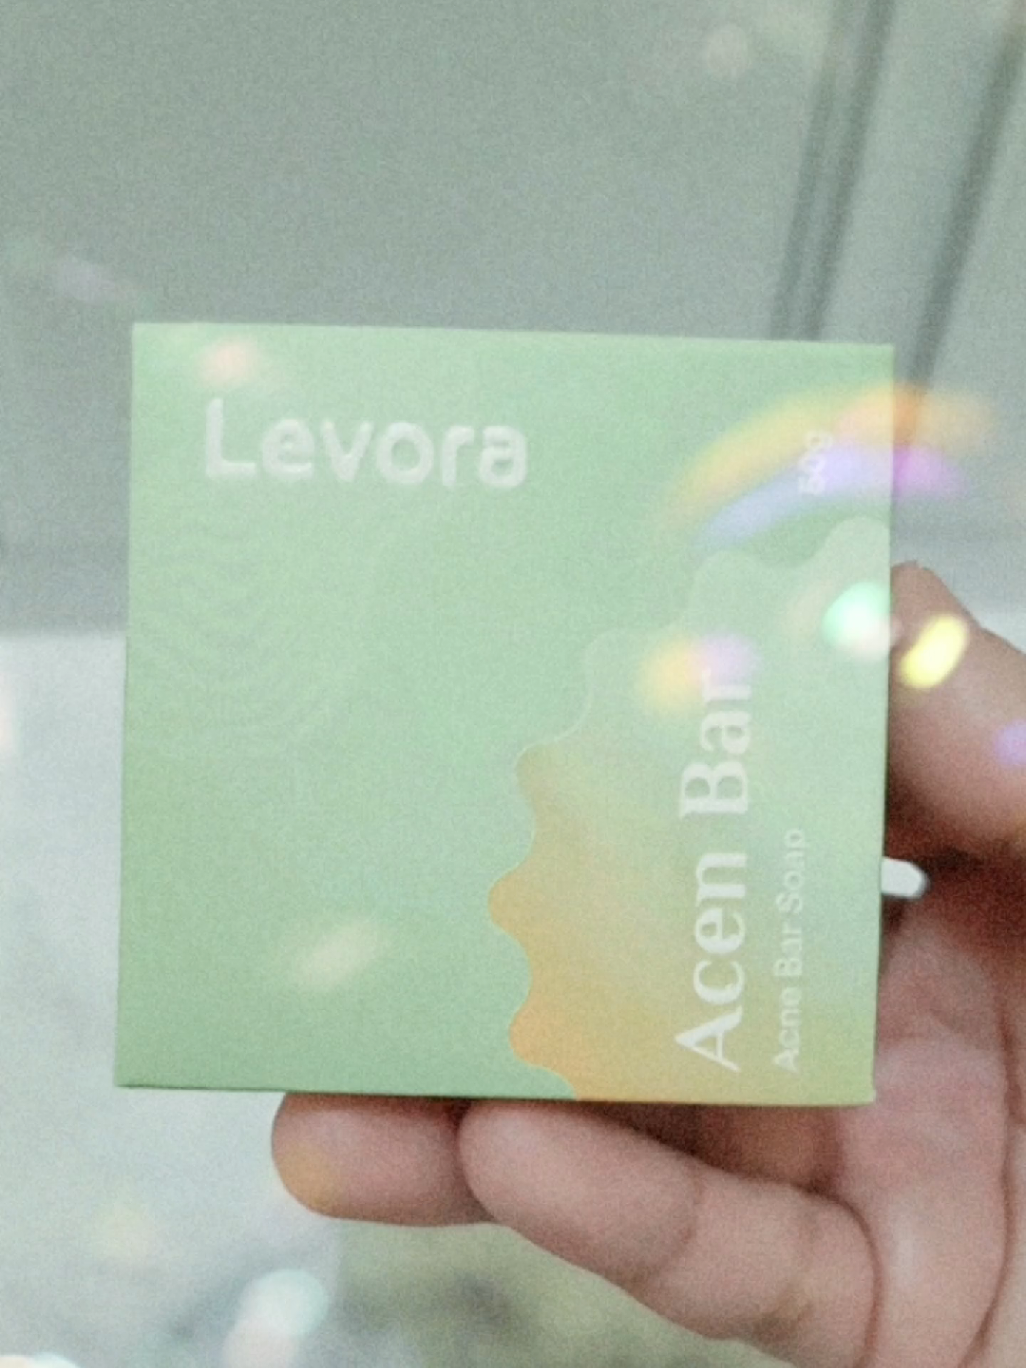 Levora
50g
Acen Bar
Acne Bar Soap